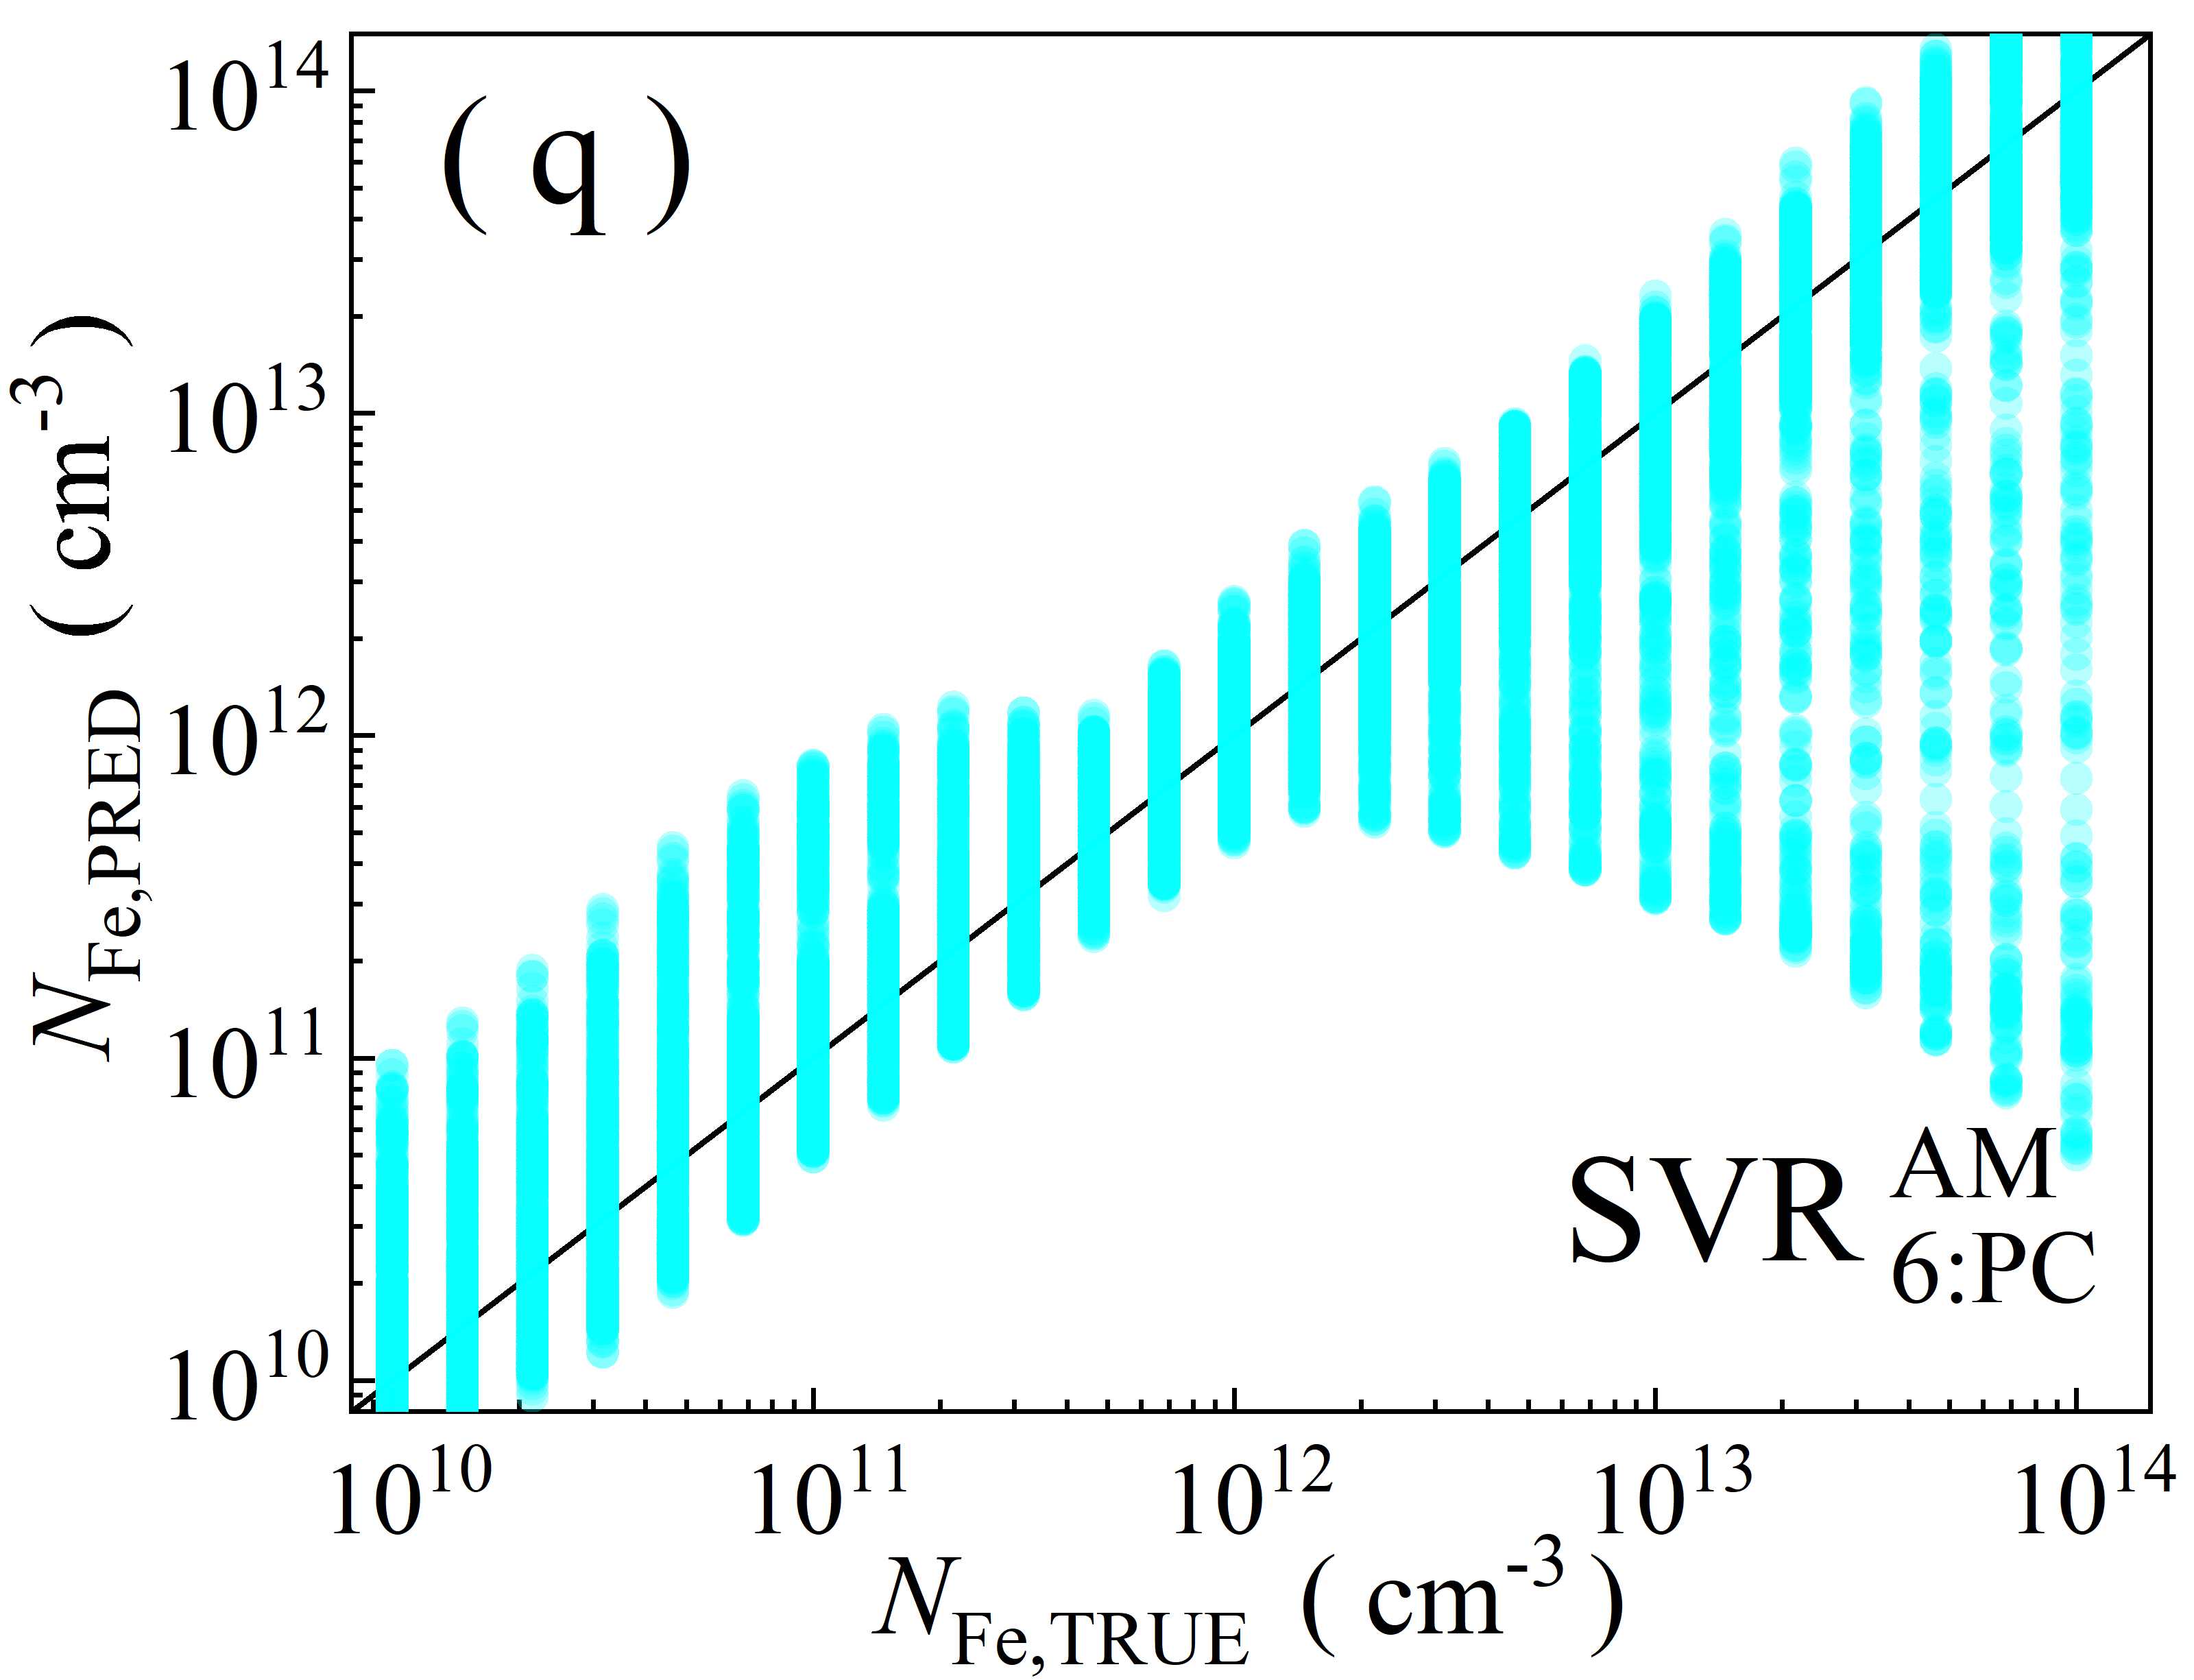 ( q )
10^14
10^13
10^12
10^11
10^10
N_Fe,PRED ( cm^-3 )
SVR AM 6:PC
10^10 10^11 10^12 10^13 10^14
N_Fe,TRUE ( cm^-3 )